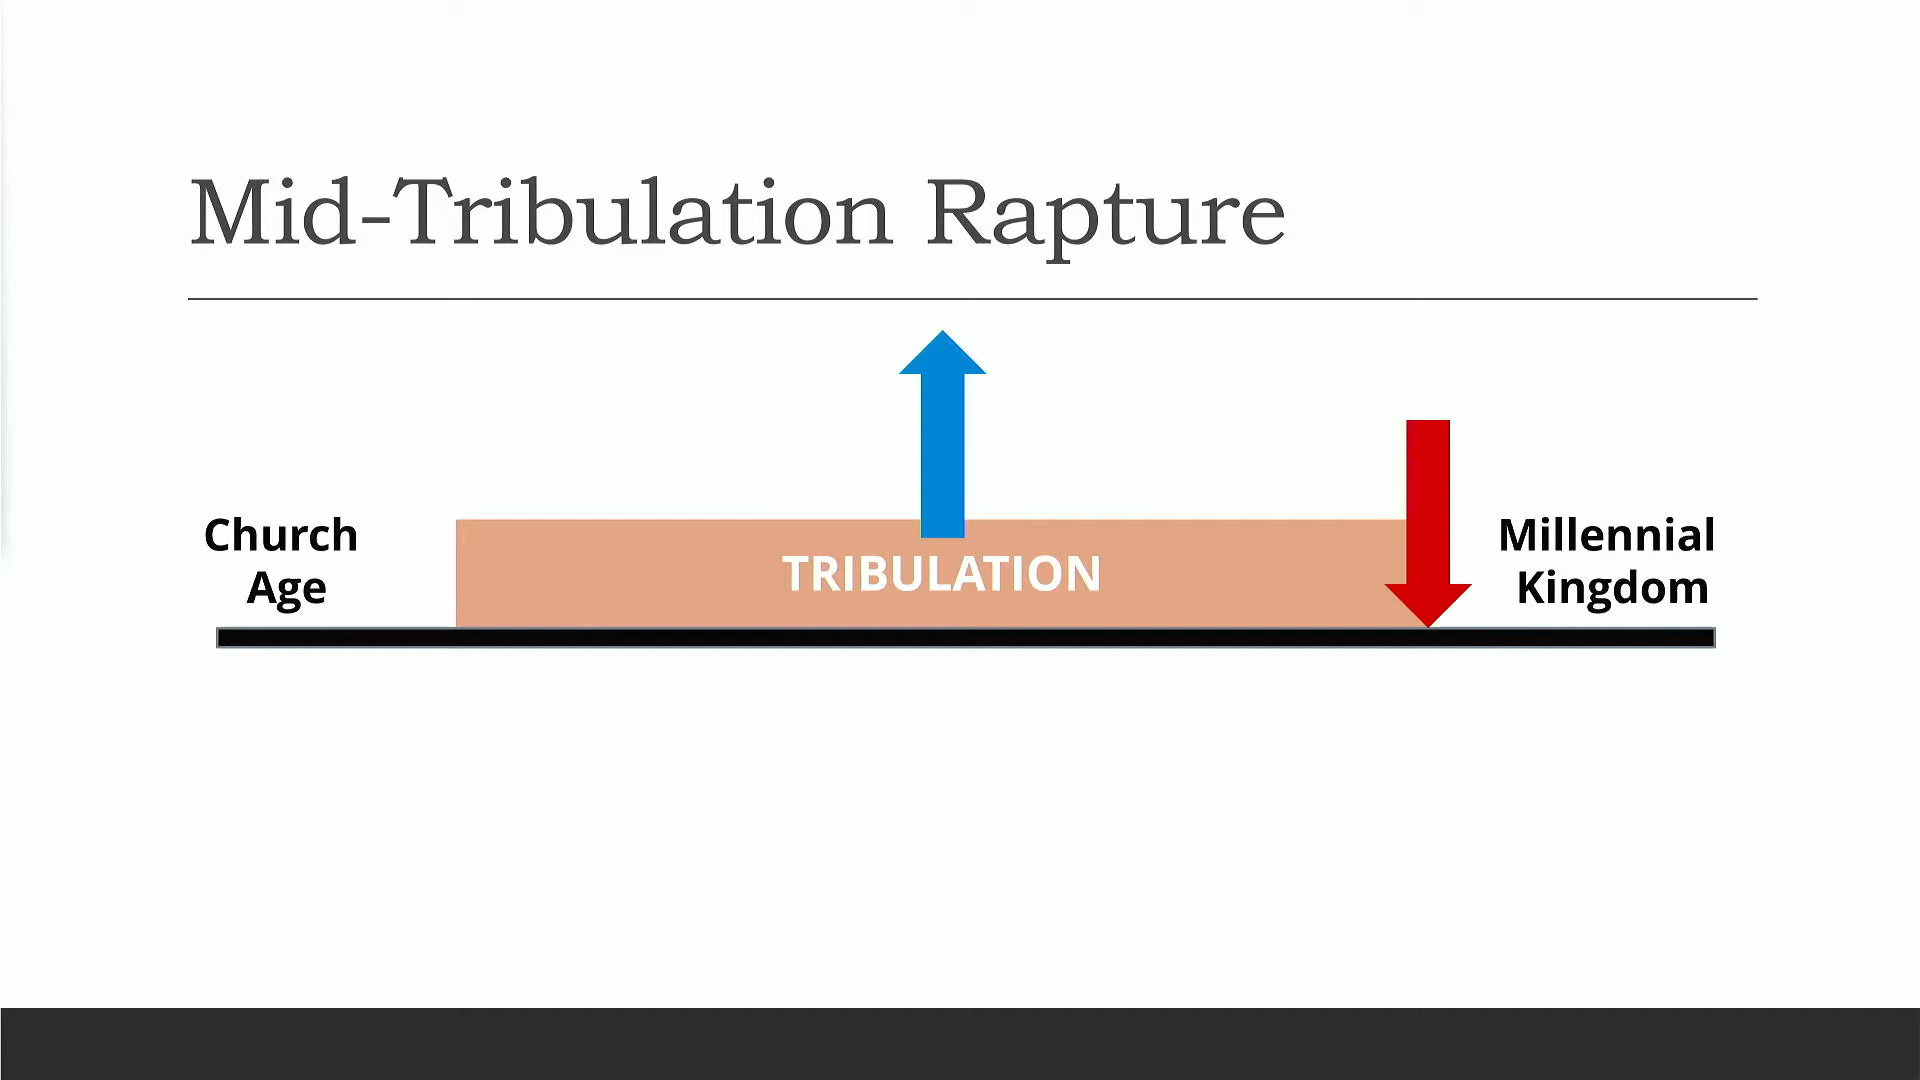 Mid-Tribulation Rapture
Church
Age
TRIBULATION
Millennial
Kingdom